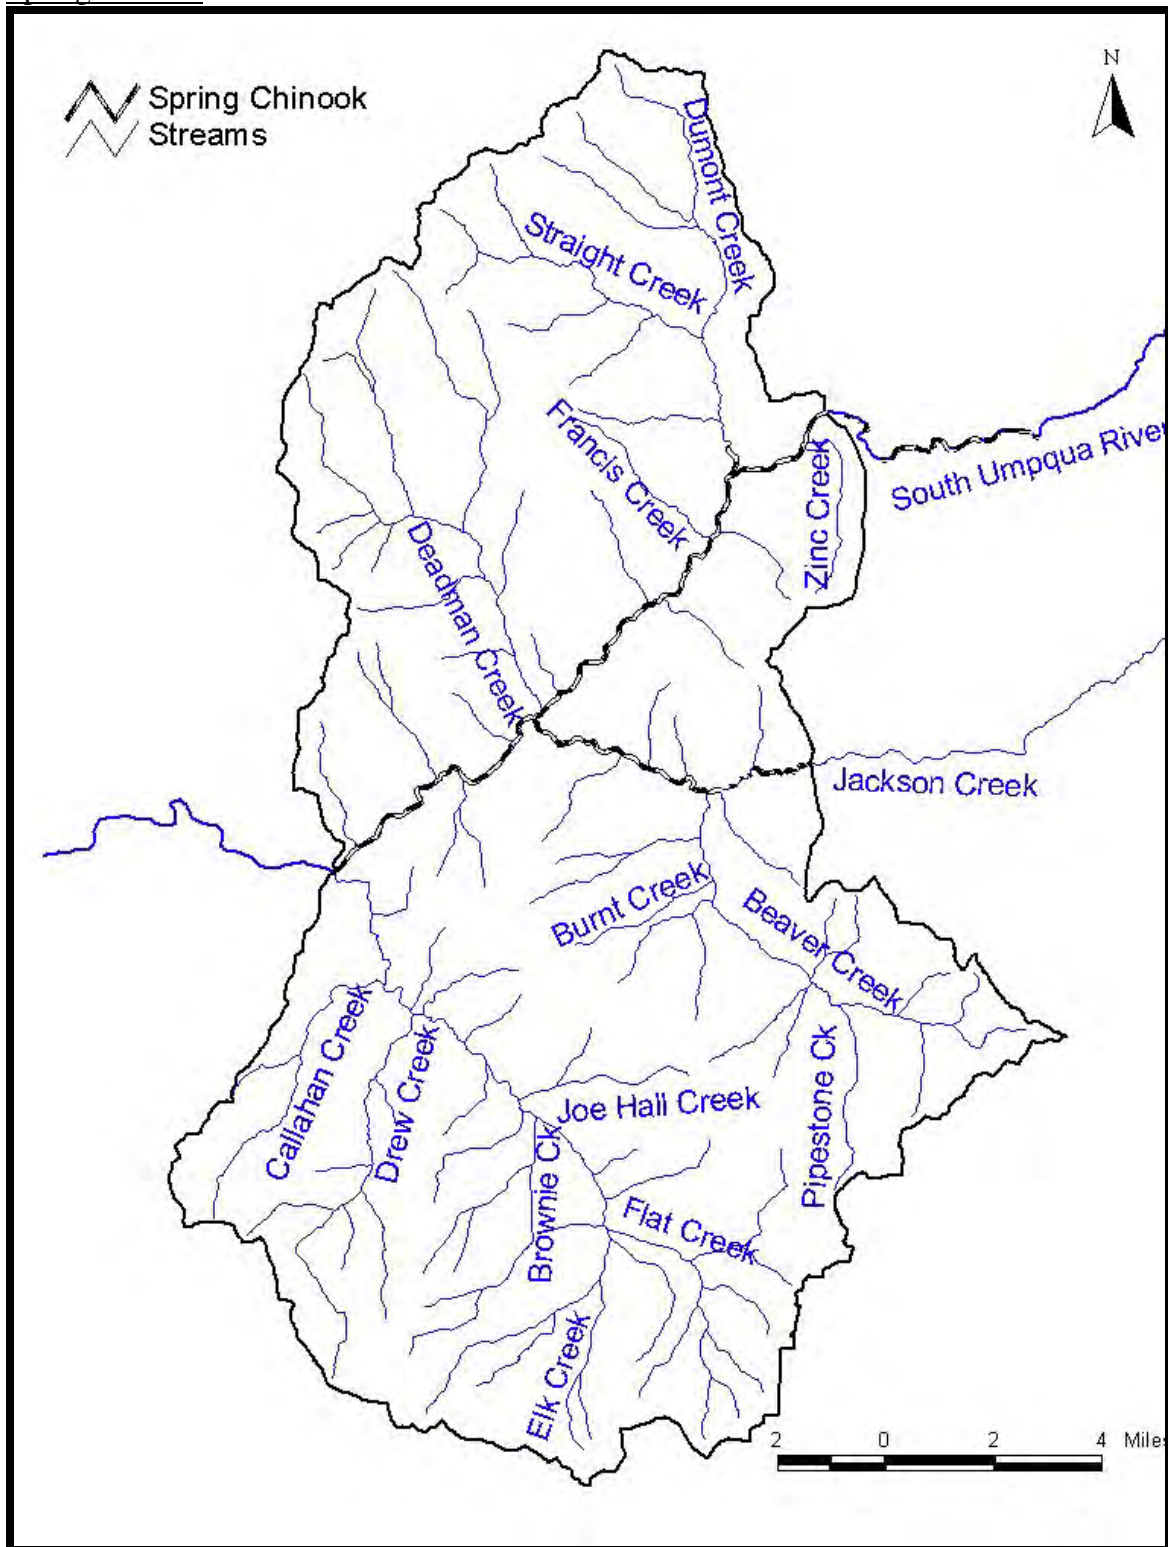 Spring Chinook
Streams
N
Dumont Creek
Straight Creek
Francis Creek
South Umpqua River
Zinc Creek
Deadman Creek
Jackson Creek
Burnt Creek
Beaver Creek
Callahan Creek
Drew Creek
Pipestone Ck
Joe Hall Creek
Brownie Ck
Flat Creek
Elk Creek
2 0 2 4 Miles